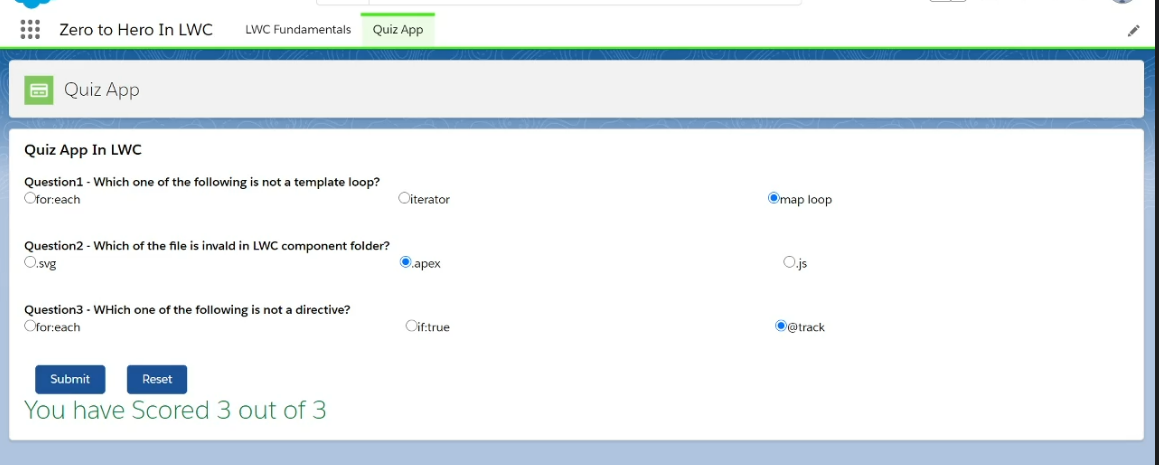 Zero to Hero In LWC LWC Fundamentals Quiz App
Quiz App
Quiz App In LWC
Question1 - Which one of the following is not a template loop?
for:each iterator map loop
Question2 - Which of the file is invald in LWC component folder?
.svg .apex .js
Question3 - WHich one of the following is not a directive?
for:each if:true @track
Submit Reset
You have Scored 3 out of 3